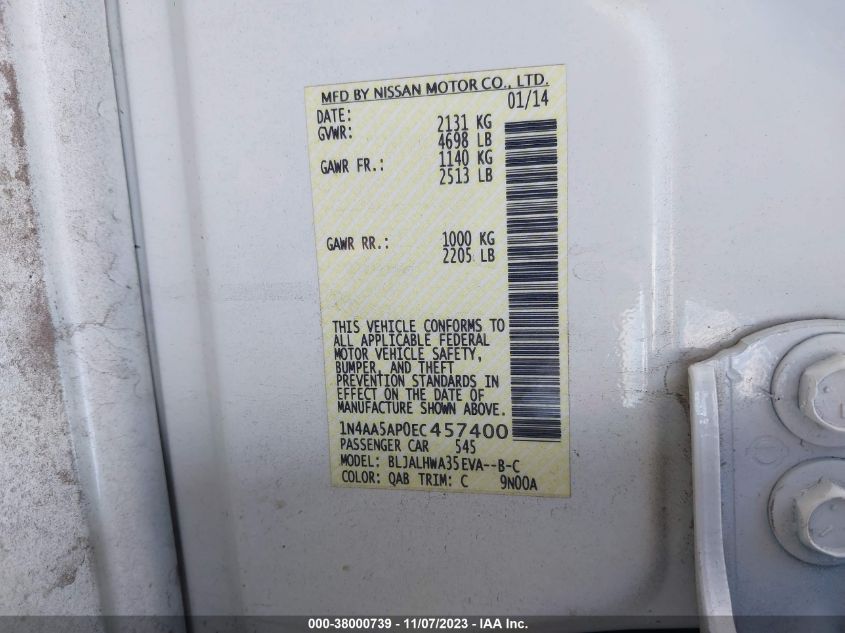 MFD BY NISSAN MOTOR CO., LTD.
DATE: 01/14
GVWR: 2131 KG
4698 LB
GAWR FR.: 1140 KG
2513 LB
GAWR RR.: 1000 KG
2205 LB
THIS VEHICLE CONFORMS TO
ALL APPLICABLE FEDERAL
MOTOR VEHICLE SAFETY,
BUMPER, AND THEFT
PREVENTION STANDARDS IN
EFFECT ON THE DATE OF
MANUFACTURE SHOWN ABOVE.
1N4AA5AP0EC457400
PASSENGER CAR 545
MODEL: BLJALHWA35EVA--B-C
COLOR: QAB TRIM: C 9N00A
000-38000739 - 11/07/2023 - IAA Inc.